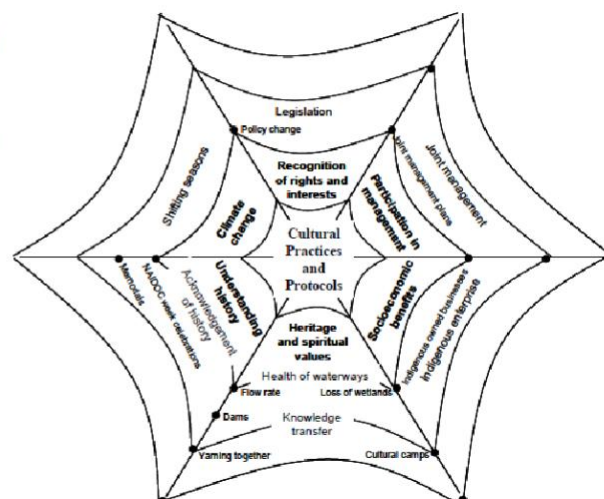 Legislation
Policy change
Recognition
of rights and
interests
Shifting seasons
Climate
change
Joint management plans
Joint management
Participation in
management
Cultural
Practices
and
Protocols
Memorials
NAIDOC week celebrations
Acknowledgement
of history
Understanding
history
Socioeconomic
benefits
Indigenous owned businesses
Indigenous enterprise
Heritage
and spiritual
values
Health of waterways
Flow rate
Loss of wetlands
Dams
Knowledge
transfer
Yarning together
Cultural camps